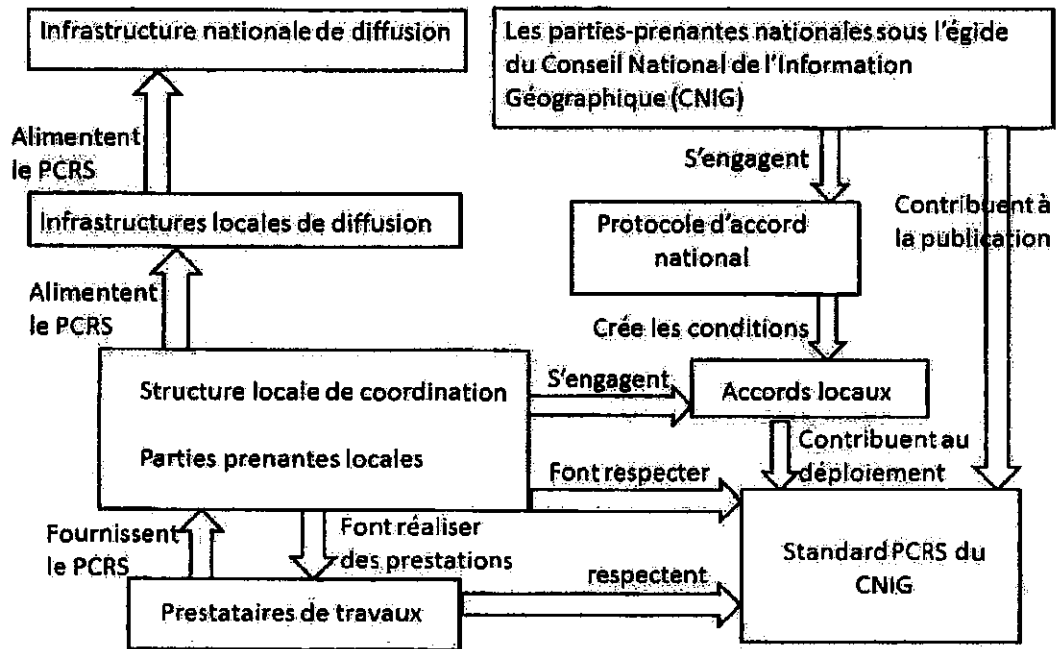 Infrastructure nationale de diffusion
Les parties-prenantes nationales sous l'égide
du Conseil National de l'Information
Géographique (CNIG)
Alimentent
le PCRS
S'engagent
Infrastructures locales de diffusion
Protocole d'accord
national
Contribuent à
la publication
Alimentent
le PCRS
Crée les conditions
Structure locale de coordination
Parties prenantes locales
S'engagent
Accords locaux
Contribuent au
déploiement
Font respecter
Fournissent
le PCRS
Font réaliser
des prestations
Standard PCRS du
CNIG
respectent
Prestataires de travaux